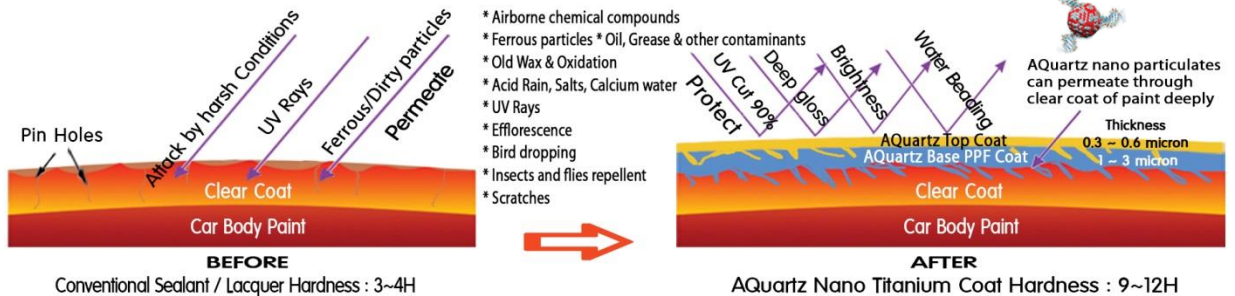 Pin Holes
Attack by harsh Conditions
UV Rays
Ferrous/Dirty particles
Permeate
Clear Coat
Car Body Paint
BEFORE
Conventional Sealant / Lacquer Hardness : 3~4H
* Airborne chemical compounds
* Ferrous particles * Oil, Grease & other contaminants
* Old Wax & Oxidation
* Acid Rain, Salts, Calcium water
* UV Rays
* Efflorescence
* Bird dropping
* Insects and flies repellent
* Scratches
Protect
UV Cut 90%
Deep gloss
Brightness
Water Beading
AQuartz nano particulates
can permeate through
clear coat of paint deeply
Thickness
AQuartz Top Coat 0.3 ~ 0.6 micron
AQuartz Base PPF Coat 1 ~ 3 micron
Clear Coat
Car Body Paint
AFTER
AQuartz Nano Titanium Coat Hardness : 9~12H